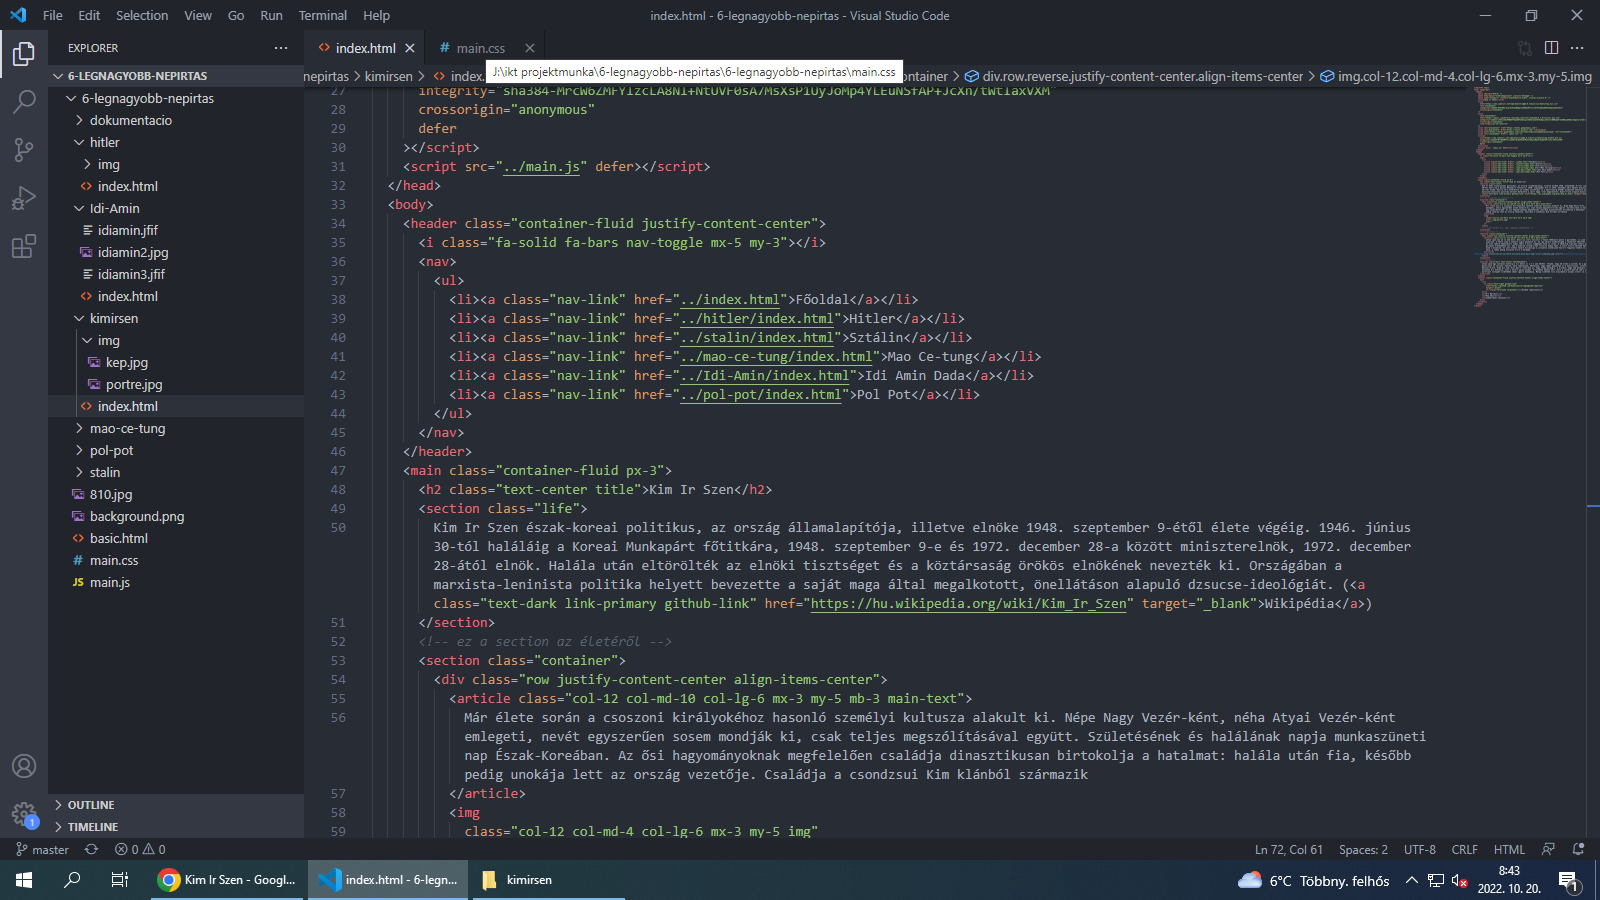 File Edit Selection View Go Run Terminal Help
index.html - 6-legnagyobb-nepirtas - Visual Studio Code
EXPLORER
6-LEGNAGYOBB-NEPIRTAS
6-legnagyobb-nepirtas
dokumentacio
hitler
img
index.html
Idi-Amin
idiamin.jfif
idiamin2.jpg
idiamin3.jfif
index.html
kimirsen
img
kep.jpg
portre.jpg
index.html
mao-ce-tung
pol-pot
stalin
810.jpg
background.png
basic.html
main.css
main.js
OUTLINE
TIMELINE
index.html
main.css
J:\ikt projektmunka\6-legnagyobb-nepirtas\6-legnagyobb-nepirtas\main.css
nepirtas > kimirsen > index. ontainer > div.row.reverse.justify-content-center.align-items-center > img.col-12.col-md-4.col-lg-6.mx-3.my-5.img
27
28 crossorigin="anonymous"
29 defer
30 ></script>
31 <script src="../main.js" defer></script>
32 </head>
33 <body>
34 <header class="container-fluid justify-content-center">
35 <i class="fa-solid fa-bars nav-toggle mx-5 my-3"></i>
36 <nav>
37 <ul>
38 <li><a class="nav-link" href="../index.html">Főoldal</a></li>
39 <li><a class="nav-link" href="../hitler/index.html">Hitler</a></li>
40 <li><a class="nav-link" href="../stalin/index.html">Sztálin</a></li>
41 <li><a class="nav-link" href="../mao-ce-tung/index.html">Mao Ce-tung</a></li>
42 <li><a class="nav-link" href="../Idi-Amin/index.html">Idi Amin Dada</a></li>
43 <li><a class="nav-link" href="../pol-pot/index.html">Pol Pot</a></li>
44 </ul>
45 </nav>
46 </header>
47 <main class="container-fluid px-3">
48 <h2 class="text-center title">Kim Ir Szen</h2>
49 <section class="life">
50 Kim Ir Szen észak-koreai politikus, az ország államalapítója, illetve elnöke 1948. szeptember 9-étől élete végéig. 1946. június
30-tól haláláig a Koreai Munkapárt főtitkára, 1948. szeptember 9-e és 1972. december 28-a között miniszterelnök, 1972. december
28-ától elnök. Halála után eltörölték az elnöki tisztséget és a köztársaság örökös elnökének nevezték ki. Országában a
marxista-leninista politika helyett bevezette a saját maga által megalkotott, önellátáson alapuló dzsucse-ideológiát. (<a
class="text-dark link-primary github-link" href="https://hu.wikipedia.org/wiki/Kim_Ir_Szen" target="_blank">Wikipédia</a>)
51 </section>
52 <!-- ez a section az életéről -->
53 <section class="container">
54 <div class="row justify-content-center align-items-center">
55 <article class="col-12 col-md-10 col-lg-6 mx-3 my-5 mb-3 main-text">
56 Már élete során a csoszoni királyokéhoz hasonló személyi kultusza alakult ki. Népe Nagy Vezér-ként, néha Atyai Vezér-ként
emlegeti, nevét egyszerűen sosem mondják ki, csak teljes megszólításával együtt. Születésének és halálának napja munkaszüneti
nap Észak-Koreában. Az ősi hagyományoknak megfelelően családja dinasztikusan birtokolja a hatalmat: halála után fia, később
pedig unokája lett az ország vezetője. Családja a csondzsui Kim klánból származik
57 </article>
58 <img
59 class="col-12 col-md-4 col-lg-6 mx-3 my-5 img"
master 0 0
Ln 72, Col 61 Spaces: 2 UTF-8 CRLF HTML
1
Kim Ir Szen - Googl...
index.html - 6-legn...
kimirsen
6°C Többny. felhős
8:43
2022. 10. 20.
1